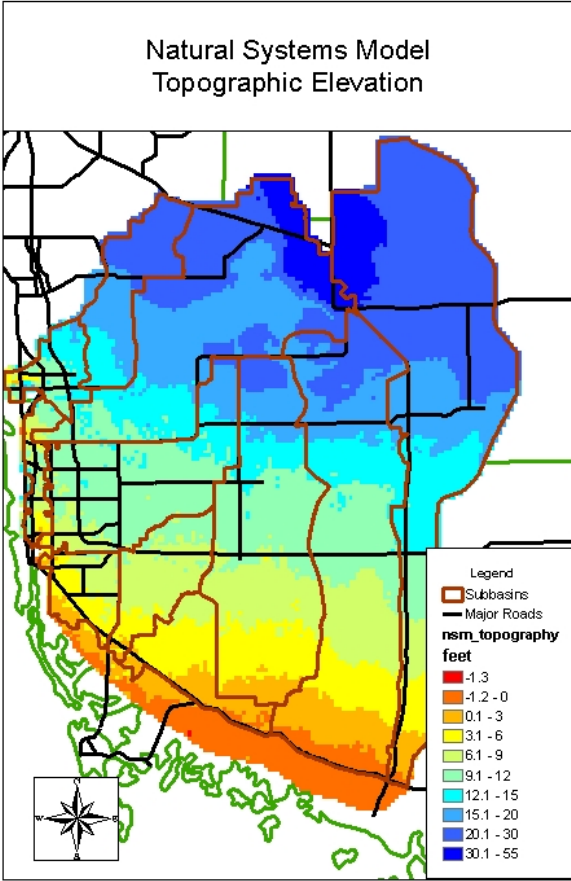 Natural Systems Model
Topographic Elevation
Legend
Subbasins
Major Roads
nsm_topography
feet
-1.3
-1.2 - 0
0.1 - 3
3.1 - 6
6.1 - 9
9.1 - 12
12.1 - 15
15.1 - 20
20.1 - 30
30.1 - 55